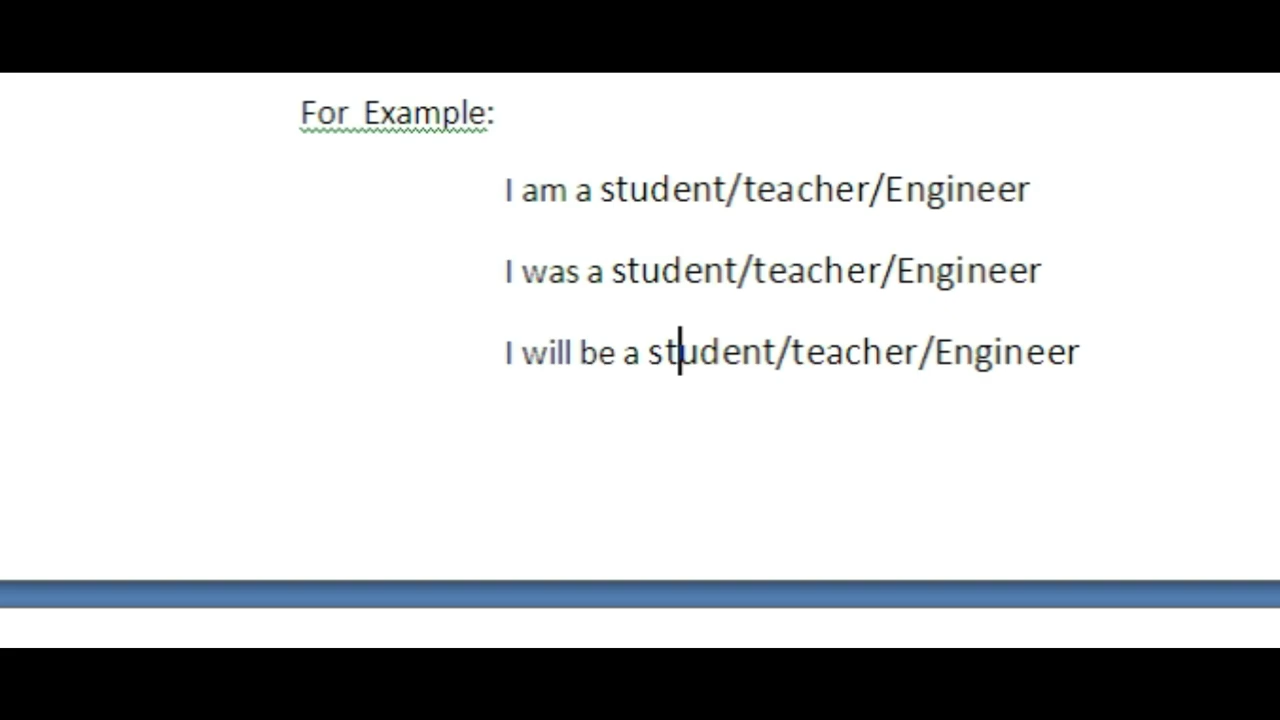 For  Example:
I am a student/teacher/Engineer
I was a student/teacher/Engineer
I will be a student/teacher/Engineer